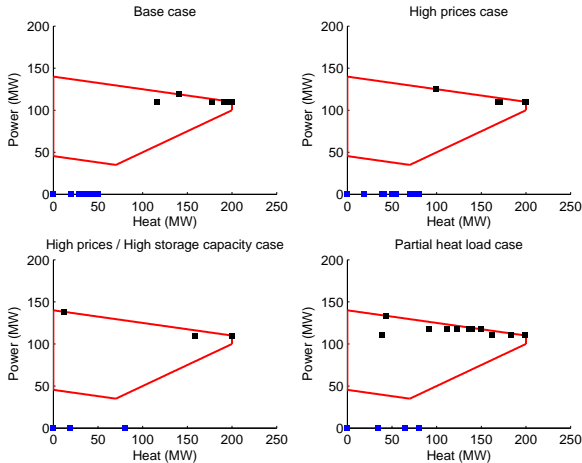 Base case
200
150
100
50
0
Power (MW)
0 50 100 150 200 250
Heat (MW)
High prices case
200
150
100
50
0
Power (MW)
0 50 100 150 200 250
Heat (MW)
High prices / High storage capacity case
200
150
100
50
0
Power (MW)
0 50 100 150 200 250
Heat (MW)
Partial heat load case
200
150
100
50
0
Power (MW)
0 50 100 150 200 250
Heat (MW)